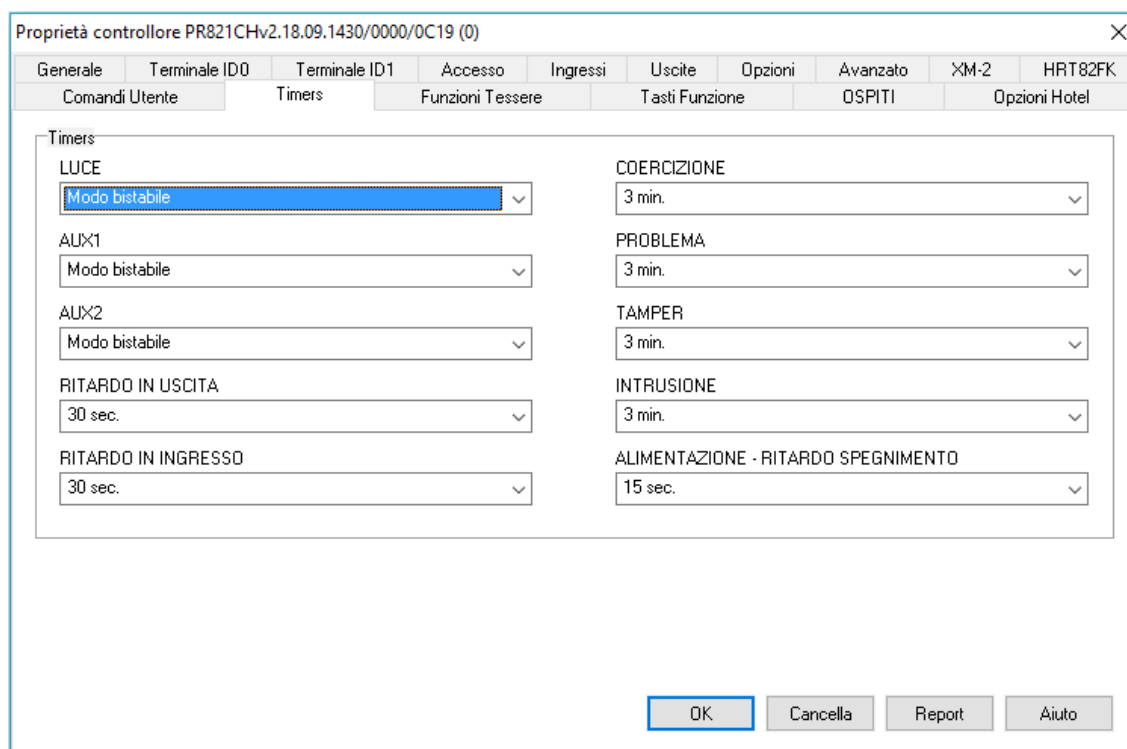 Proprietà controllore PR821CHv2.18.09.1430/0000/0C19 (0)
Generale Terminale ID0 Terminale ID1 Accesso Ingressi Uscite Opzioni Avanzato XM-2 HRT82FK
Comandi Utente Timers Funzioni Tessere Tasti Funzione OSPITI Opzioni Hotel
Timers
LUCE
Modo bistabile
AUX1
Modo bistabile
AUX2
Modo bistabile
RITARDO IN USCITA
30 sec.
RITARDO IN INGRESSO
30 sec.
COERCIZIONE
3 min.
PROBLEMA
3 min.
TAMPER
3 min.
INTRUSIONE
3 min.
ALIMENTAZIONE - RITARDO SPEGNIMENTO
15 sec.
OK Cancella Report Aiuto